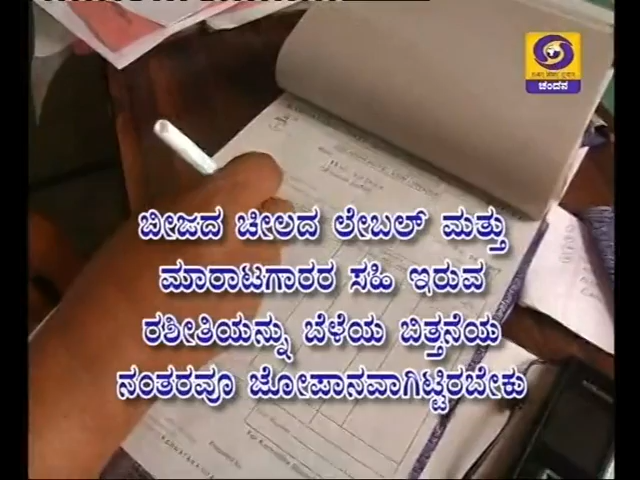 ಚಂದನ
ಬೀಜದ ಚೀಲದ ಲೇಬಲ್ ಮತ್ತು
ಮಾರಾಟಗಾರರ ಸಹಿ ಇರುವ
ರಶೀತಿಯನ್ನು ಬೆಳೆಯ ಬಿತ್ತನೆಯ
ನಂತರವೂ ಜೋಪಾನವಾಗಿಟ್ಟಿರಬೇಕು